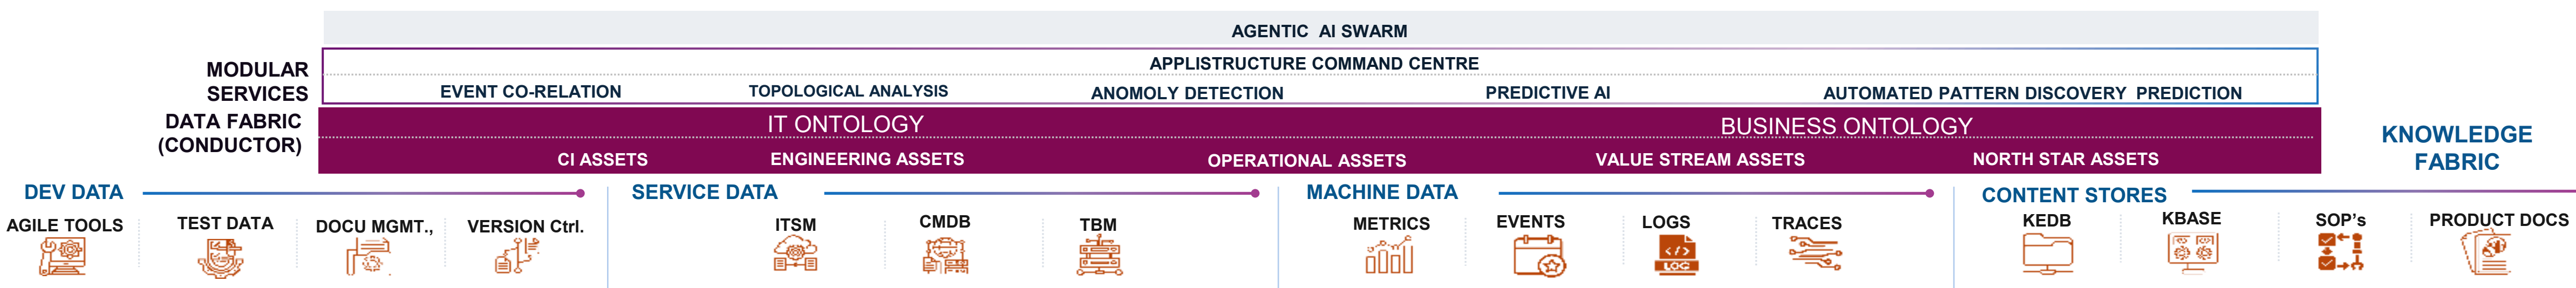 AGENTIC AI SWARM
MODULAR
SERVICES
APPLISTRUCTURE COMMAND CENTRE
EVENT CO-RELATION
TOPOLOGICAL ANALYSIS
ANOMOLY DETECTION
PREDICTIVE AI
AUTOMATED PATTERN DISCOVERY PREDICTION
DATA FABRIC
(CONDUCTOR)
IT ONTOLOGY
BUSINESS ONTOLOGY
CI ASSETS
ENGINEERING ASSETS
OPERATIONAL ASSETS
VALUE STREAM ASSETS
NORTH STAR ASSETS
KNOWLEDGE
FABRIC
DEV DATA
AGILE TOOLS
TEST DATA
DOCU MGMT.,
VERSION Ctrl.
SERVICE DATA
ITSM
CMDB
TBM
MACHINE DATA
METRICS
EVENTS
LOGS
</>
LOG
TRACES
CONTENT STORES
KEDB
KBASE
SOP's
PRODUCT DOCS